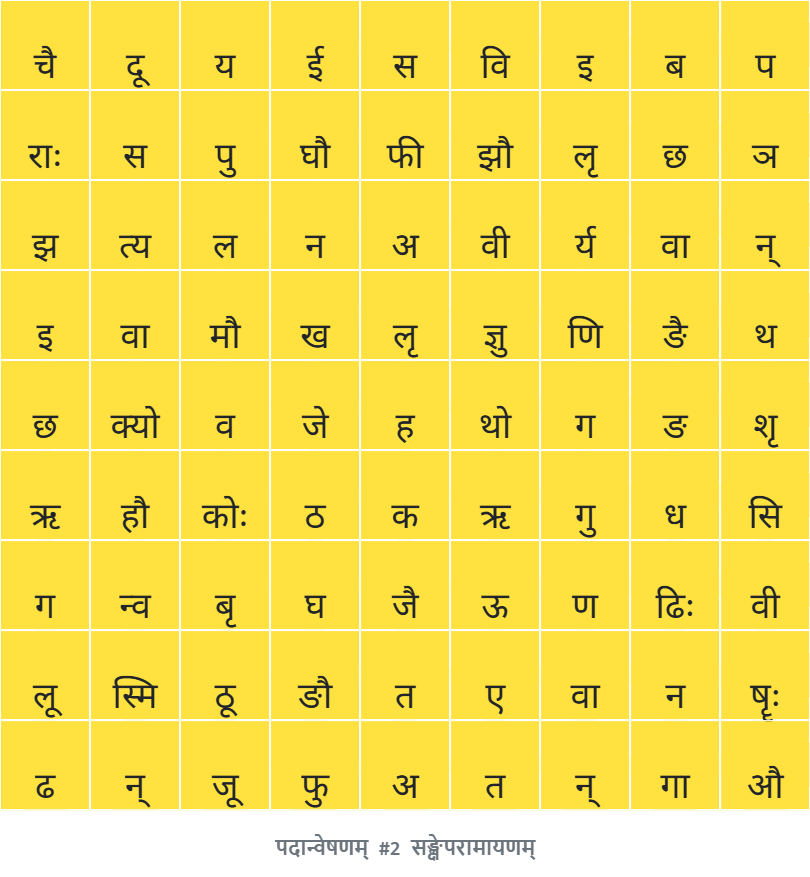 चै दू य ई स वि इ ब प
राः स पु घौ फी झौ लृ छ ञ
झ त्य ल न अ वी र्य वा न्
इ वा मौ ख लृ ज्ञु णि ङै थ
छ क्यो व जे ह थो ग ङ शृ
ऋ हौ कोः ठ क ऋ गु ध सि
ग न्व बृ घ जै ऊ ण ढिः वी
लू स्मि ठू ङौ त ए वा न षॄः
ढ न् जू फु अ त न् गा औ
पदान्वेषणम् #2 सङ्क्षेपरामायणम्